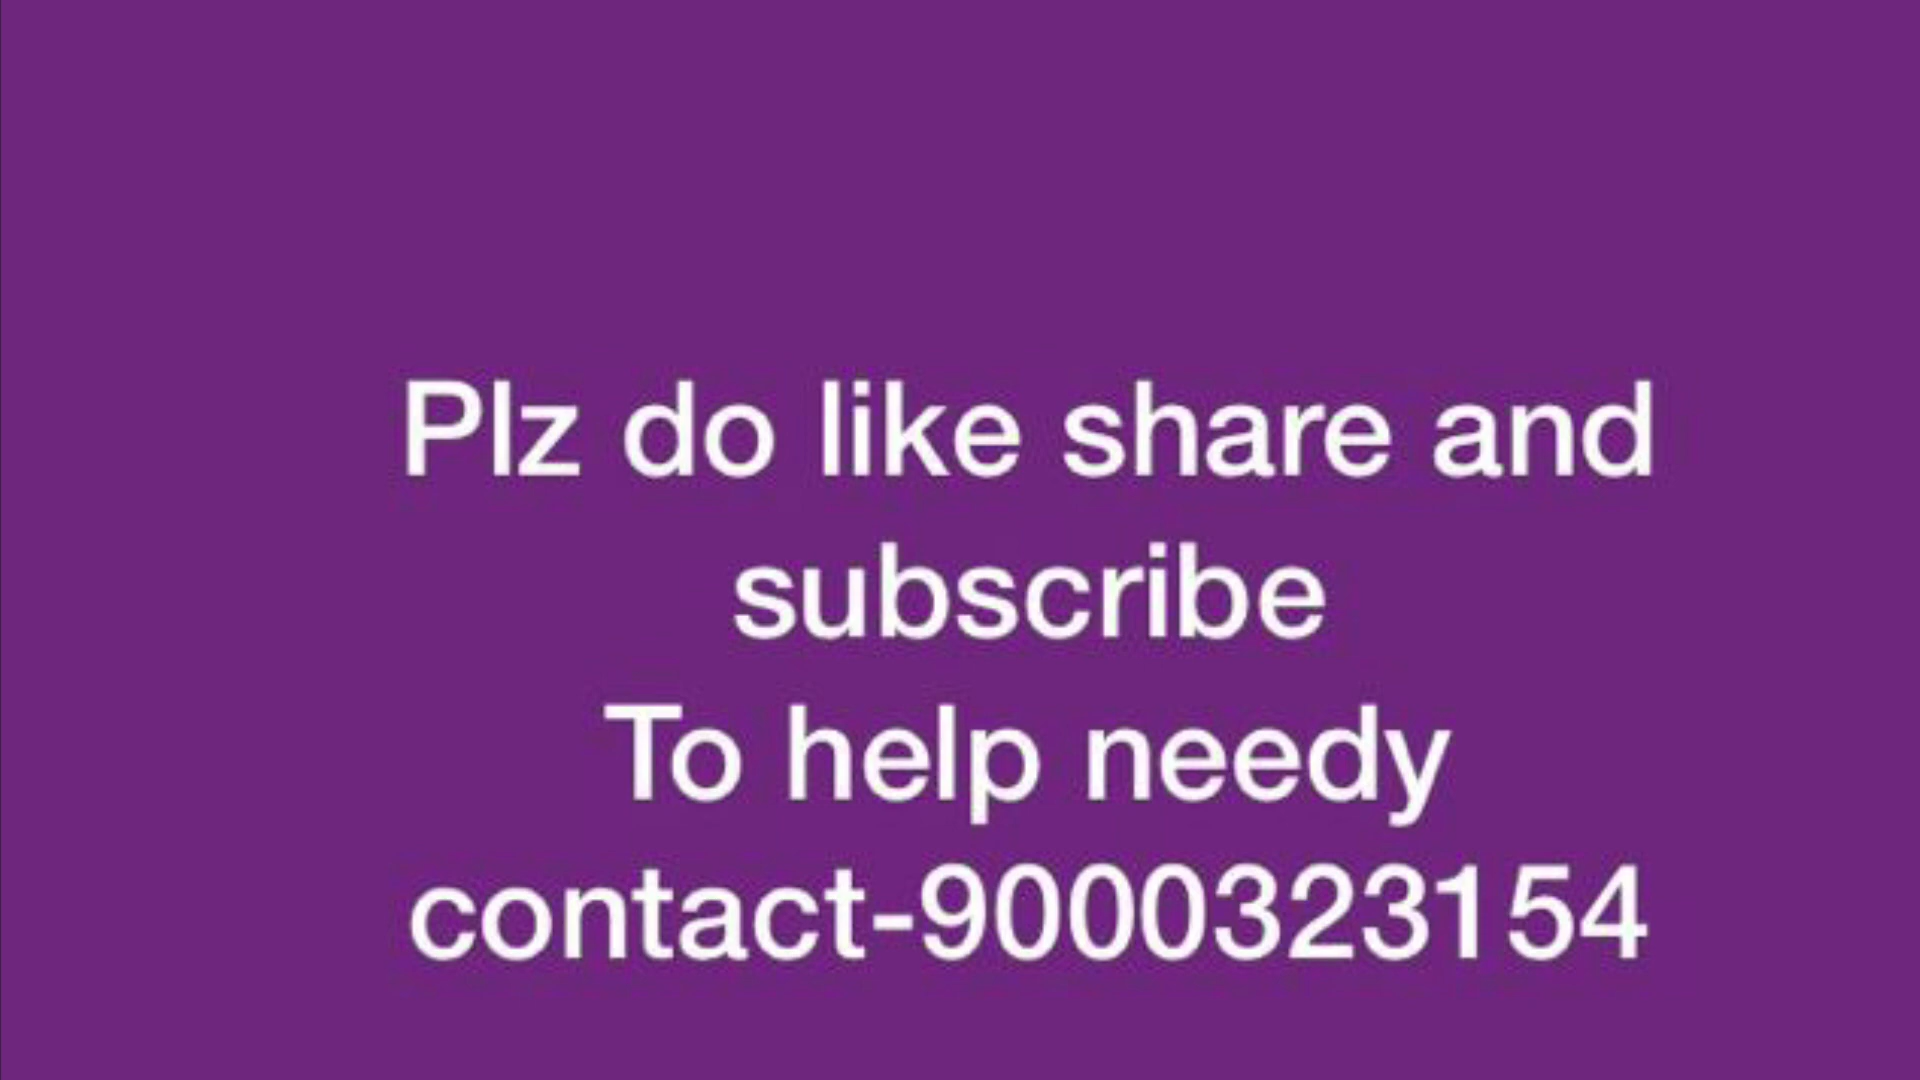 Plz do like share and
subscribe
To help needy
contact-9000323154